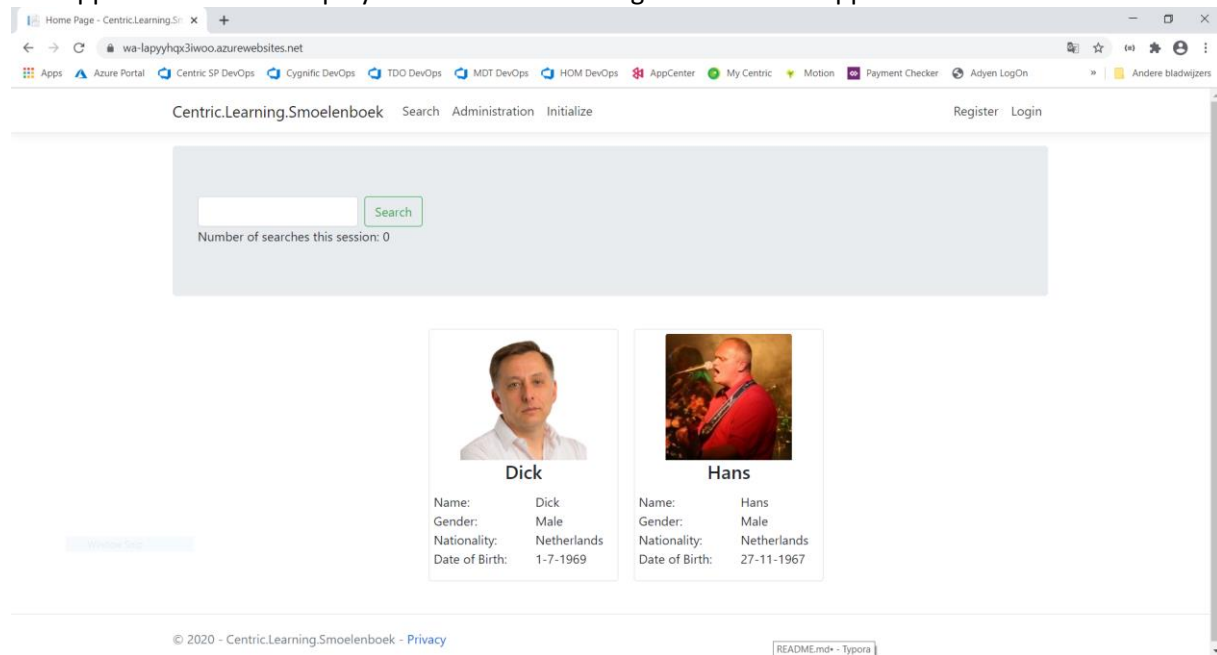 Home Page - Centric.Learning.Sm
wa-lapyyhqx3iwoo.azurewebsites.net
Apps Azure Portal Centric SP DevOps Cygnific DevOps TDO DevOps MDT DevOps HOM DevOps AppCenter My Centric Motion Payment Checker Adyen LogOn » Andere bladwijzers
Centric.Learning.Smoelenboek Search Administration Initialize Register Login
Search
Number of searches this session: 0
Dick
Name: Dick
Gender: Male
Nationality: Netherlands
Date of Birth: 1-7-1969
Hans
Name: Hans
Gender: Male
Nationality: Netherlands
Date of Birth: 27-11-1967
© 2020 - Centric.Learning.Smoelenboek - Privacy
README.md• - Typora